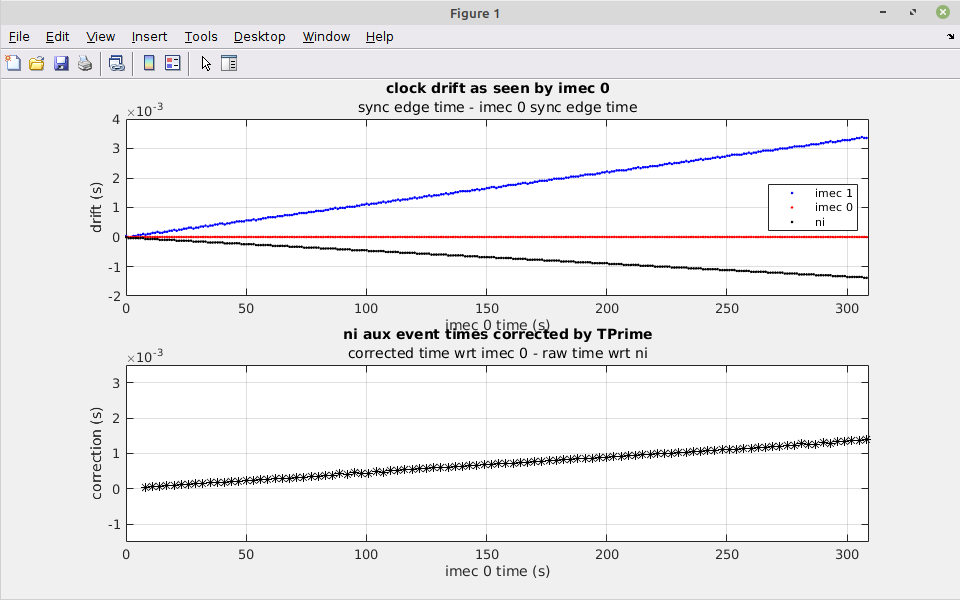 Figure 1
File Edit View Insert Tools Desktop Window Help
clock drift as seen by imec 0
sync edge time - imec 0 sync edge time
×10⁻³
4
3
2
1
0
-1
-2
drift (s)
imec 1
imec 0
ni
0 50 100 150 200 250 300
imec 0 time (s)
ni aux event times corrected by TPrime
corrected time wrt imec 0 - raw time wrt ni
×10⁻³
3
2
1
0
-1
correction (s)
0 50 100 150 200 250 300
imec 0 time (s)